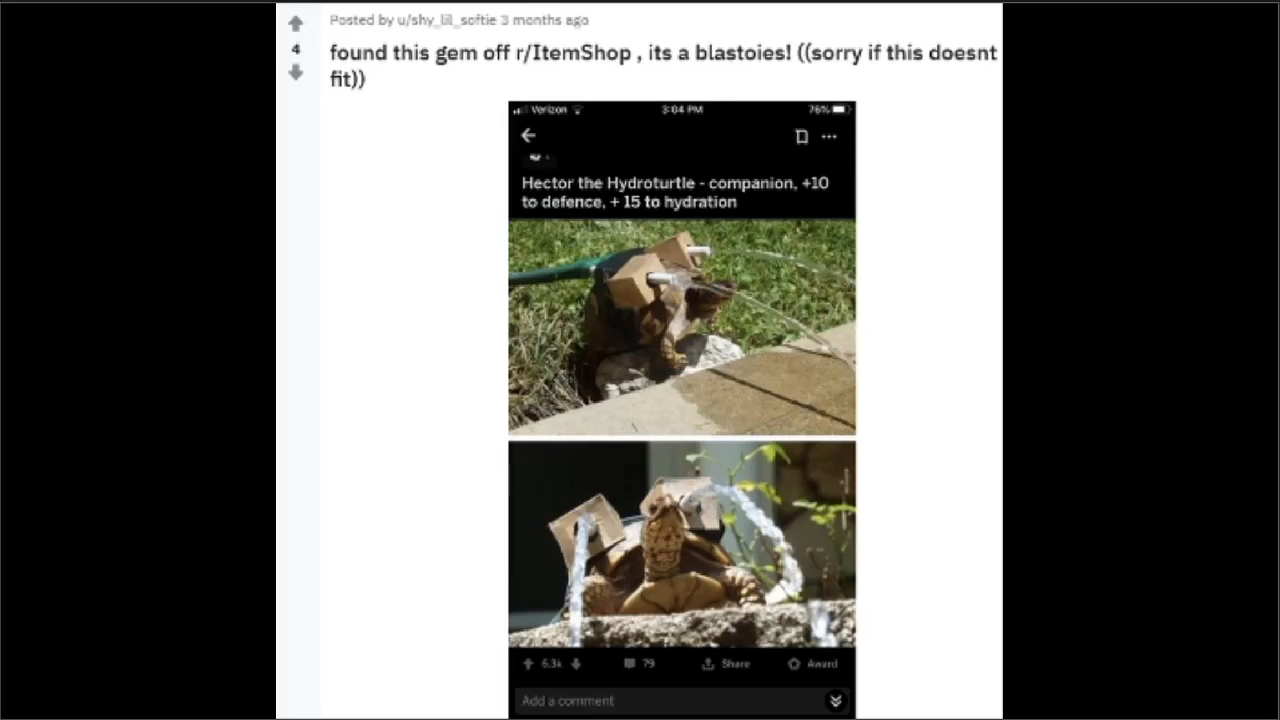 Posted by u/shy_lil_softie 3 months ago
4
found this gem off r/ItemShop , its a blastoies! ((sorry if this doesnt
fit))
Verizon 3:04 PM 76%
Hector the Hydroturtle - companion, +10
to defence, + 15 to hydration
6.3k 79 Share Award
Add a comment